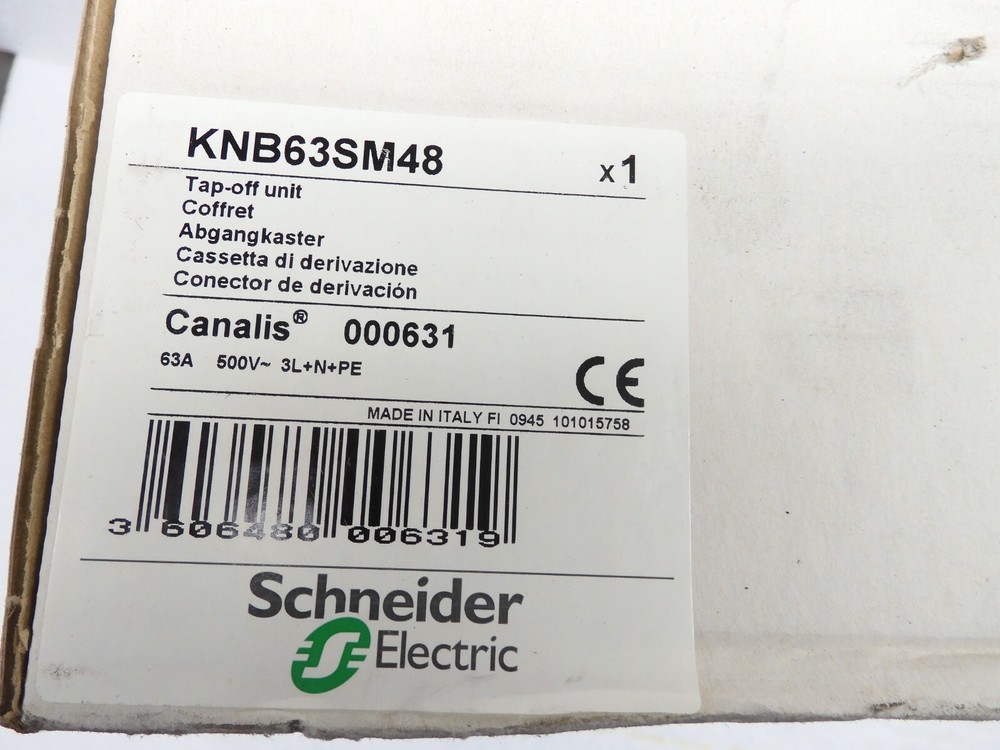 KNB63SM48 x1
Tap-off unit
Coffret
Abgangkaster
Cassetta di derivazione
Conector de derivación
Canalis® 000631
63A 500V~ 3L+N+PE
CE
MADE IN ITALY FI 0945 101015758
3 606480 006319
Schneider
Electric